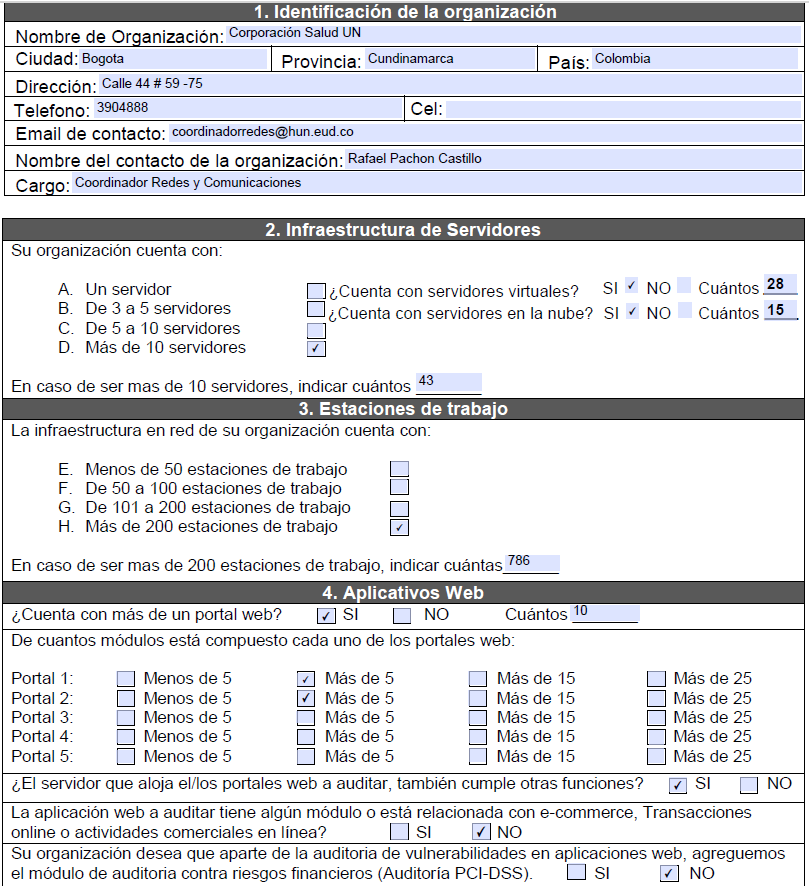 1. Identificación de la organización
Nombre de Organización: Corporación Salud UN
Ciudad: Bogota Provincia: Cundinamarca País: Colombia
Dirección: Calle 44 # 59 -75
Telefono: 3904888 Cel:
Email de contacto: coordinadorredes@hun.eud.co
Nombre del contacto de la organización: Rafael Pachon Castillo
Cargo: Coordinador Redes y Comunicaciones
2. Infraestructura de Servidores
Su organización cuenta con:
A. Un servidor ¿Cuenta con servidores virtuales? SI ✓ NO Cuántos 28
B. De 3 a 5 servidores ¿Cuenta con servidores en la nube? SI ✓ NO Cuántos 15
C. De 5 a 10 servidores
D. Más de 10 servidores ✓
En caso de ser mas de 10 servidores, indicar cuántos 43
3. Estaciones de trabajo
La infraestructura en red de su organización cuenta con:
E. Menos de 50 estaciones de trabajo
F. De 50 a 100 estaciones de trabajo
G. De 101 a 200 estaciones de trabajo
H. Más de 200 estaciones de trabajo ✓
En caso de ser mas de 200 estaciones de trabajo, indicar cuántas 786
4. Aplicativos Web
¿Cuenta con más de un portal web? ✓ SI NO Cuántos 10
De cuantos módulos está compuesto cada uno de los portales web:
Portal 1: Menos de 5 ✓ Más de 5 Más de 15 Más de 25
Portal 2: Menos de 5 ✓ Más de 5 Más de 15 Más de 25
Portal 3: Menos de 5 Más de 5 Más de 15 Más de 25
Portal 4: Menos de 5 Más de 5 Más de 15 Más de 25
Portal 5: Menos de 5 Más de 5 Más de 15 Más de 25
¿El servidor que aloja el/los portales web a auditar, también cumple otras funciones? ✓ SI NO
La aplicación web a auditar tiene algún módulo o está relacionada con e-commerce, Transacciones
online o actividades comerciales en línea? SI ✓ NO
Su organización desea que aparte de la auditoria de vulnerabilidades en aplicaciones web, agreguemos
el módulo de auditoria contra riesgos financieros (Auditoría PCI-DSS). SI ✓ NO